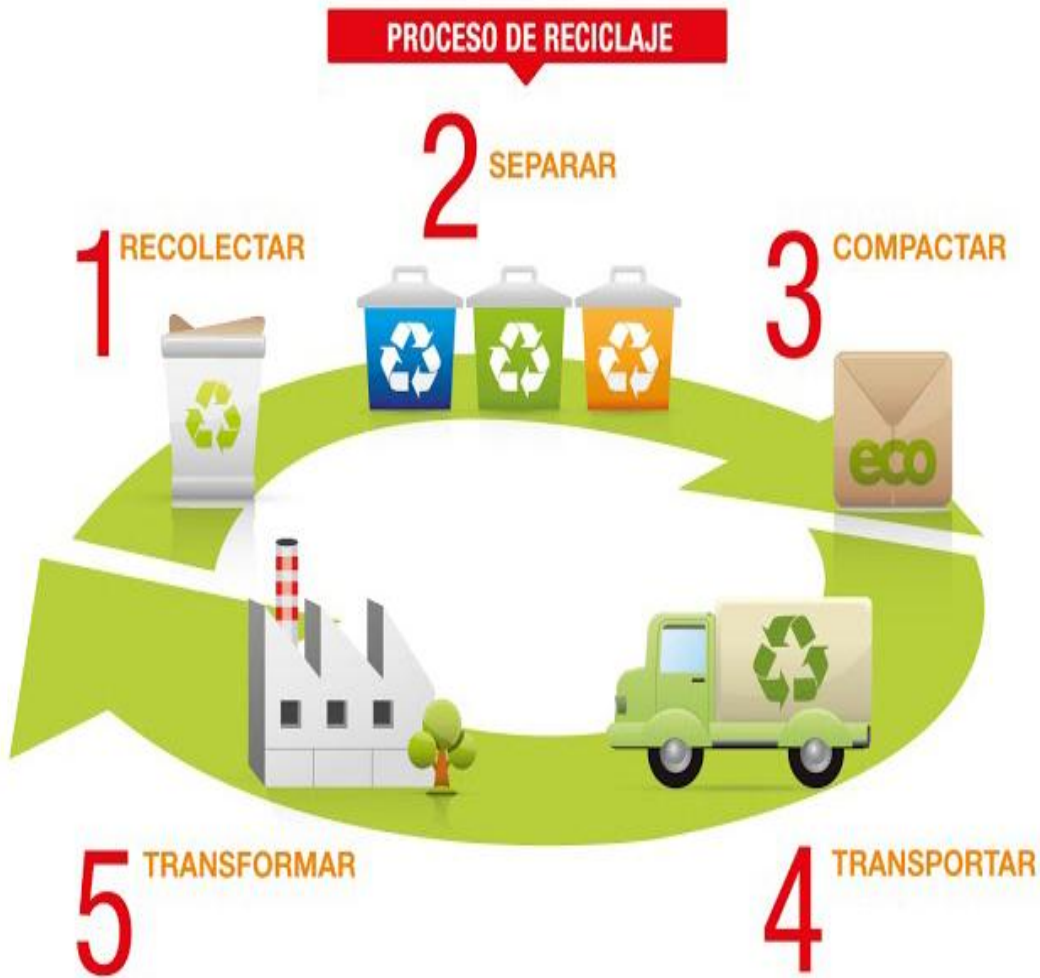 PROCESO DE RECICLAJE
1 RECOLECTAR
2 SEPARAR
3 COMPACTAR
eco
4 TRANSPORTAR
5 TRANSFORMAR